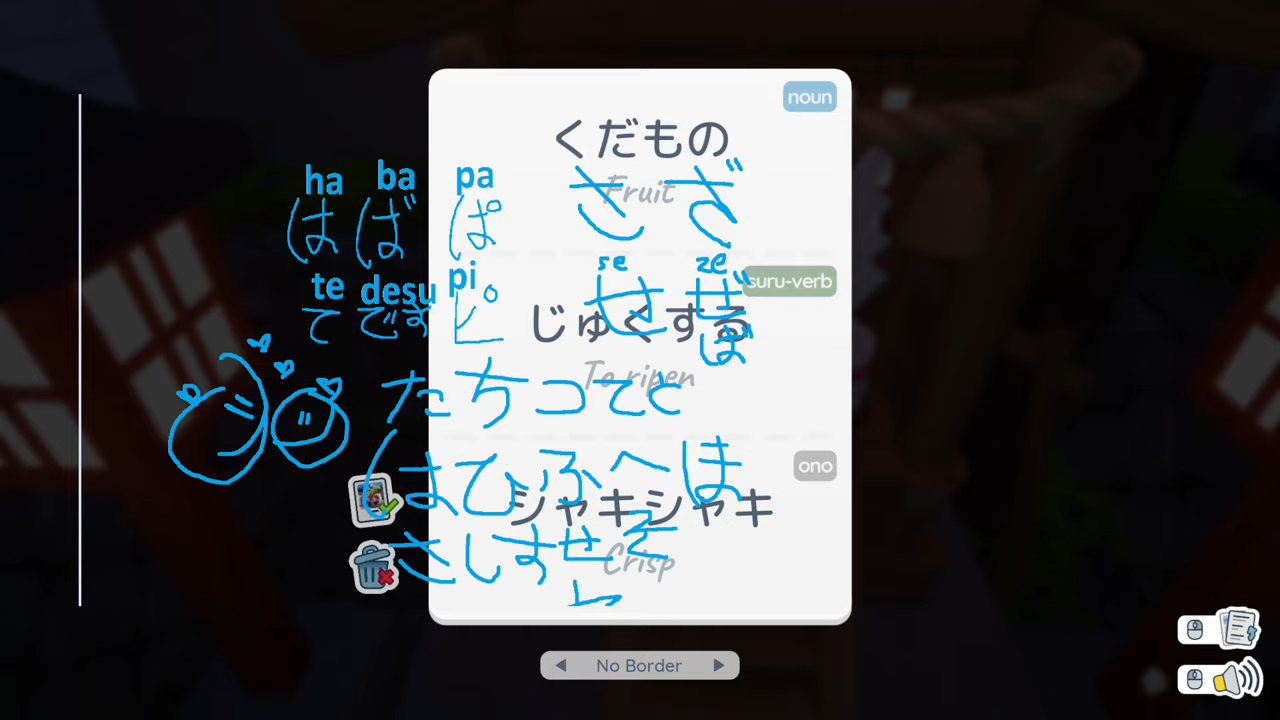 noun
くだもの
Fruit
ha ba pa
は ば ぱ
さ ざ
se ze
せ ぜ
suru-verb
te desu pi
て です ピ
じゅくする
ば
To ripen
たちつてと
ono
はひふへほ
シャキシャキ
さしすせそ
Crisp
No Border